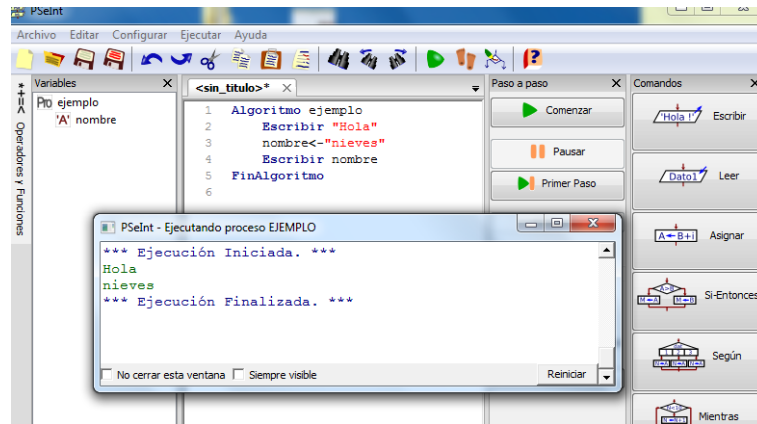 PSeInt
Archivo Editar Configurar Ejecutar Ayuda
Variables X
<sin_titulo>* X
Paso a paso X
Comandos X
*+=< Operadores y Funciones
Pro ejemplo
'A' nombre
1 Algoritmo ejemplo
2 Escribir "Hola"
3 nombre<-"nieves"
4 Escribir nombre
5 FinAlgoritmo
6
Comenzar
Pausar
Primer Paso
'Hola !' Escribir
Dato1 Leer
A B+i Asignar
Si-Entonces
Según
Mientras
PSeInt - Ejecutando proceso EJEMPLO
*** Ejecución Iniciada. ***
Hola
nieves
*** Ejecución Finalizada. ***
No cerrar esta ventana Siempre visible Reiniciar